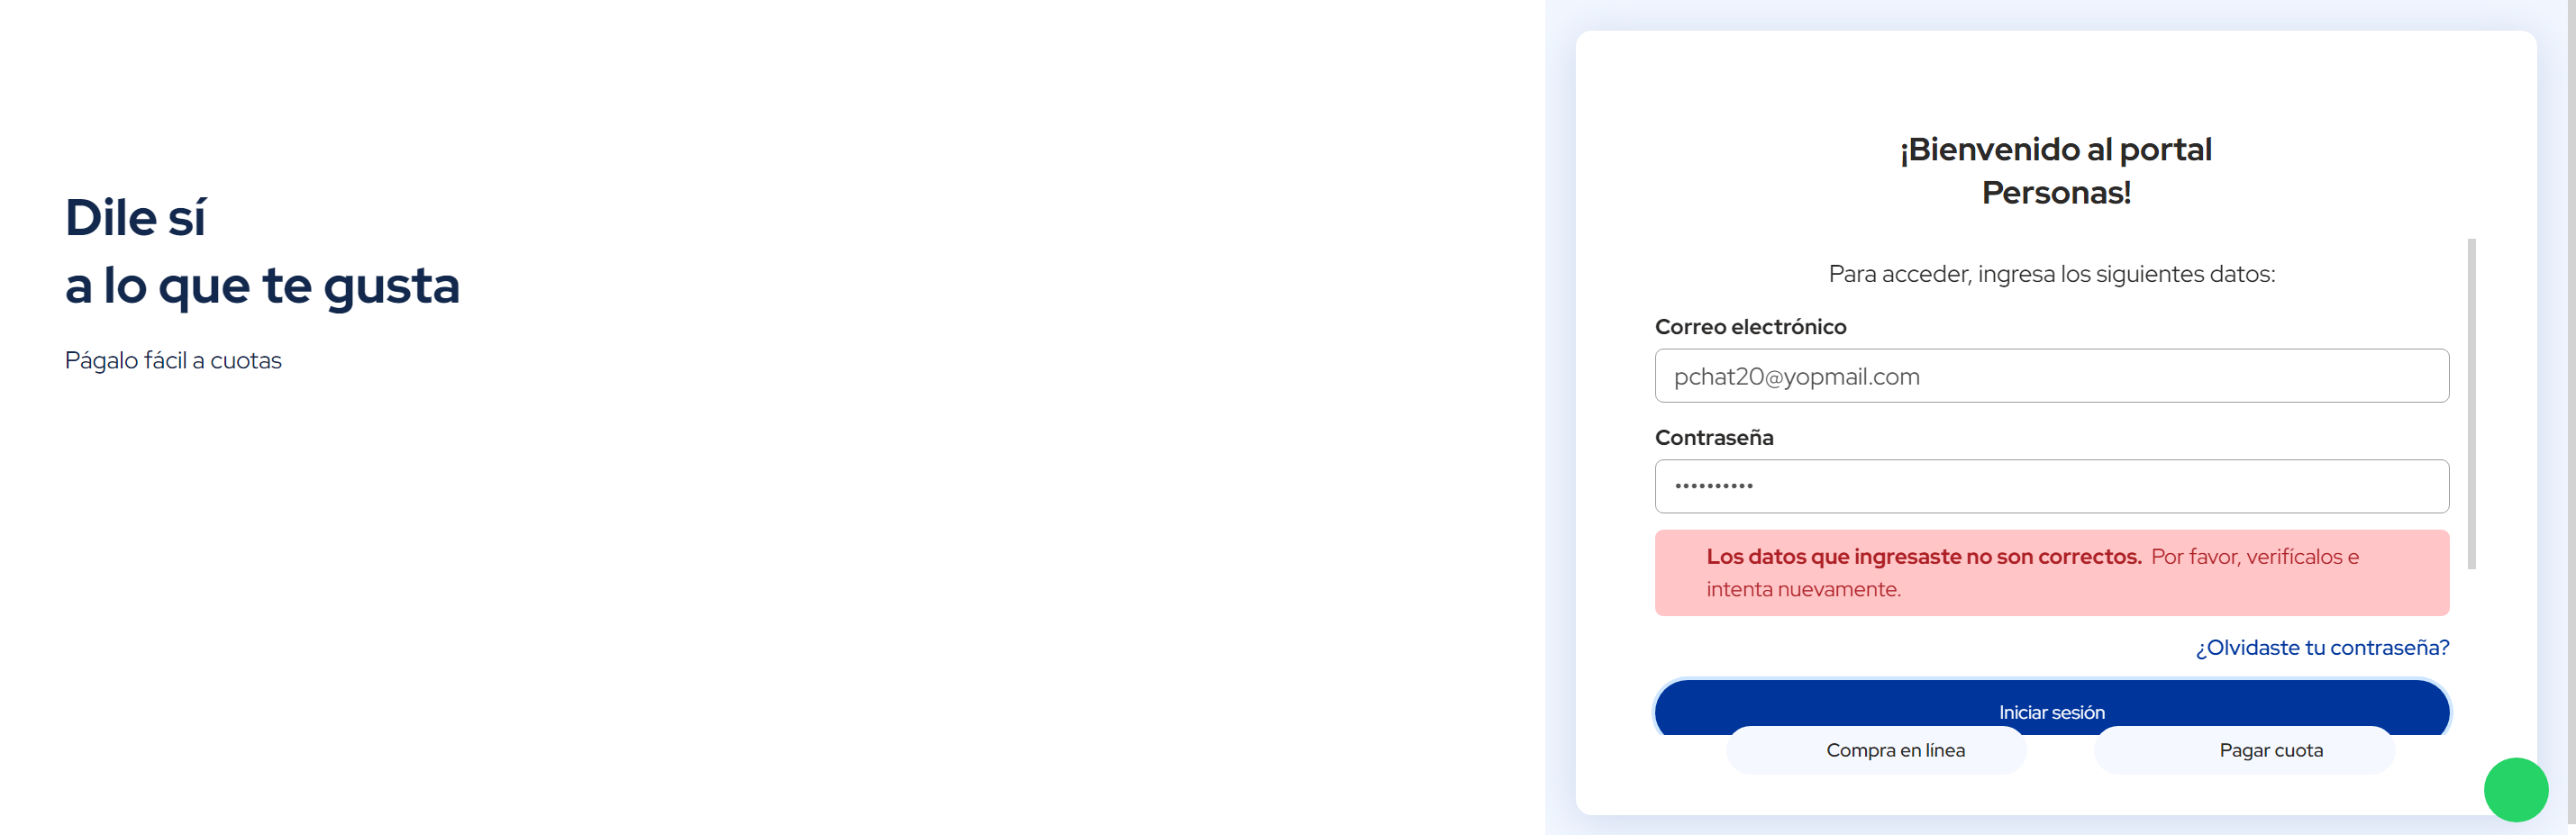 Dile sí
a lo que te gusta
Págalo fácil a cuotas
¡Bienvenido al portal
Personas!
Para acceder, ingresa los siguientes datos:
Correo electrónico
pchat20@yopmail.com
Contraseña
••••••••••
Los datos que ingresaste no son correctos. Por favor, verifícalos e
intenta nuevamente.
¿Olvidaste tu contraseña?
Iniciar sesión
Compra en línea
Pagar cuota